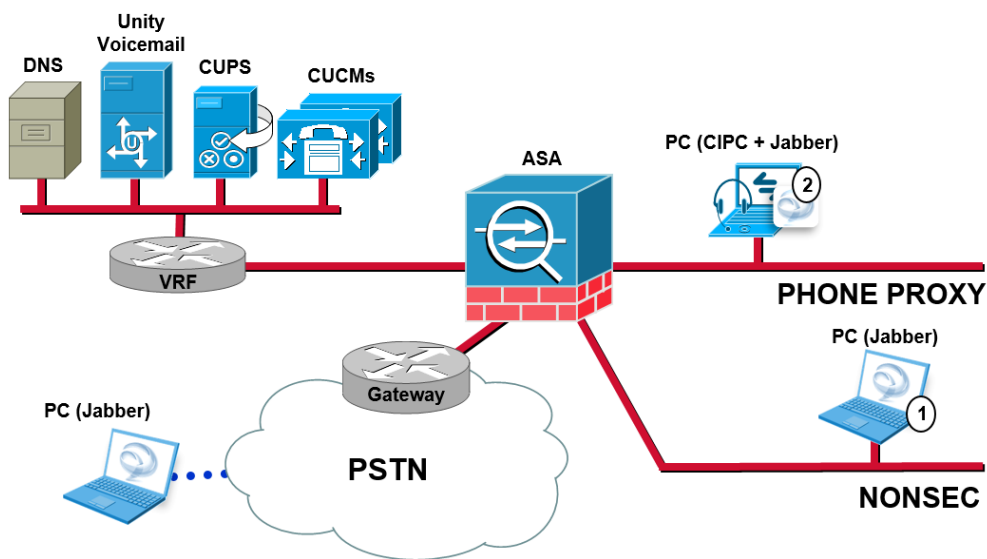 Unity
Voicemail
DNS
CUPS
CUCMs
U
ASA
PC (CIPC + Jabber)
2
VRF
PHONE PROXY
PC (Jabber)
1
Gateway
PC (Jabber)
PSTN
NONSEC